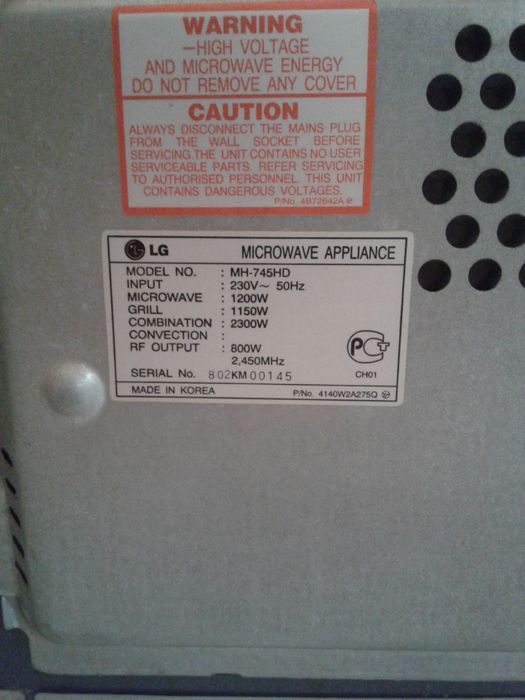 WARNING
—HIGH VOLTAGE
AND MICROWAVE ENERGY
DO NOT REMOVE ANY COVER
CAUTION
ALWAYS DISCONNECT THE MAINS PLUG
FROM THE WALL SOCKET BEFORE
SERVICING.THE UNIT CONTAINS NO USER
SERVICEABLE PARTS. REFER SERVICING
TO AUTHORISED PERSONNEL. THIS UNIT
CONTAINS DANGEROUS VOLTAGES.
P/No. 4B72642A
LG MICROWAVE APPLIANCE
MODEL NO. : MH-745HD
INPUT : 230V~ 50Hz
MICROWAVE : 1200W
GRILL : 1150W
COMBINATION : 2300W
CONVECTION :
RF OUTPUT : 800W
2,450MHz
SERIAL No. 802KM00145
PCT
CH01
MADE IN KOREA P/No. 4140W2A275Q